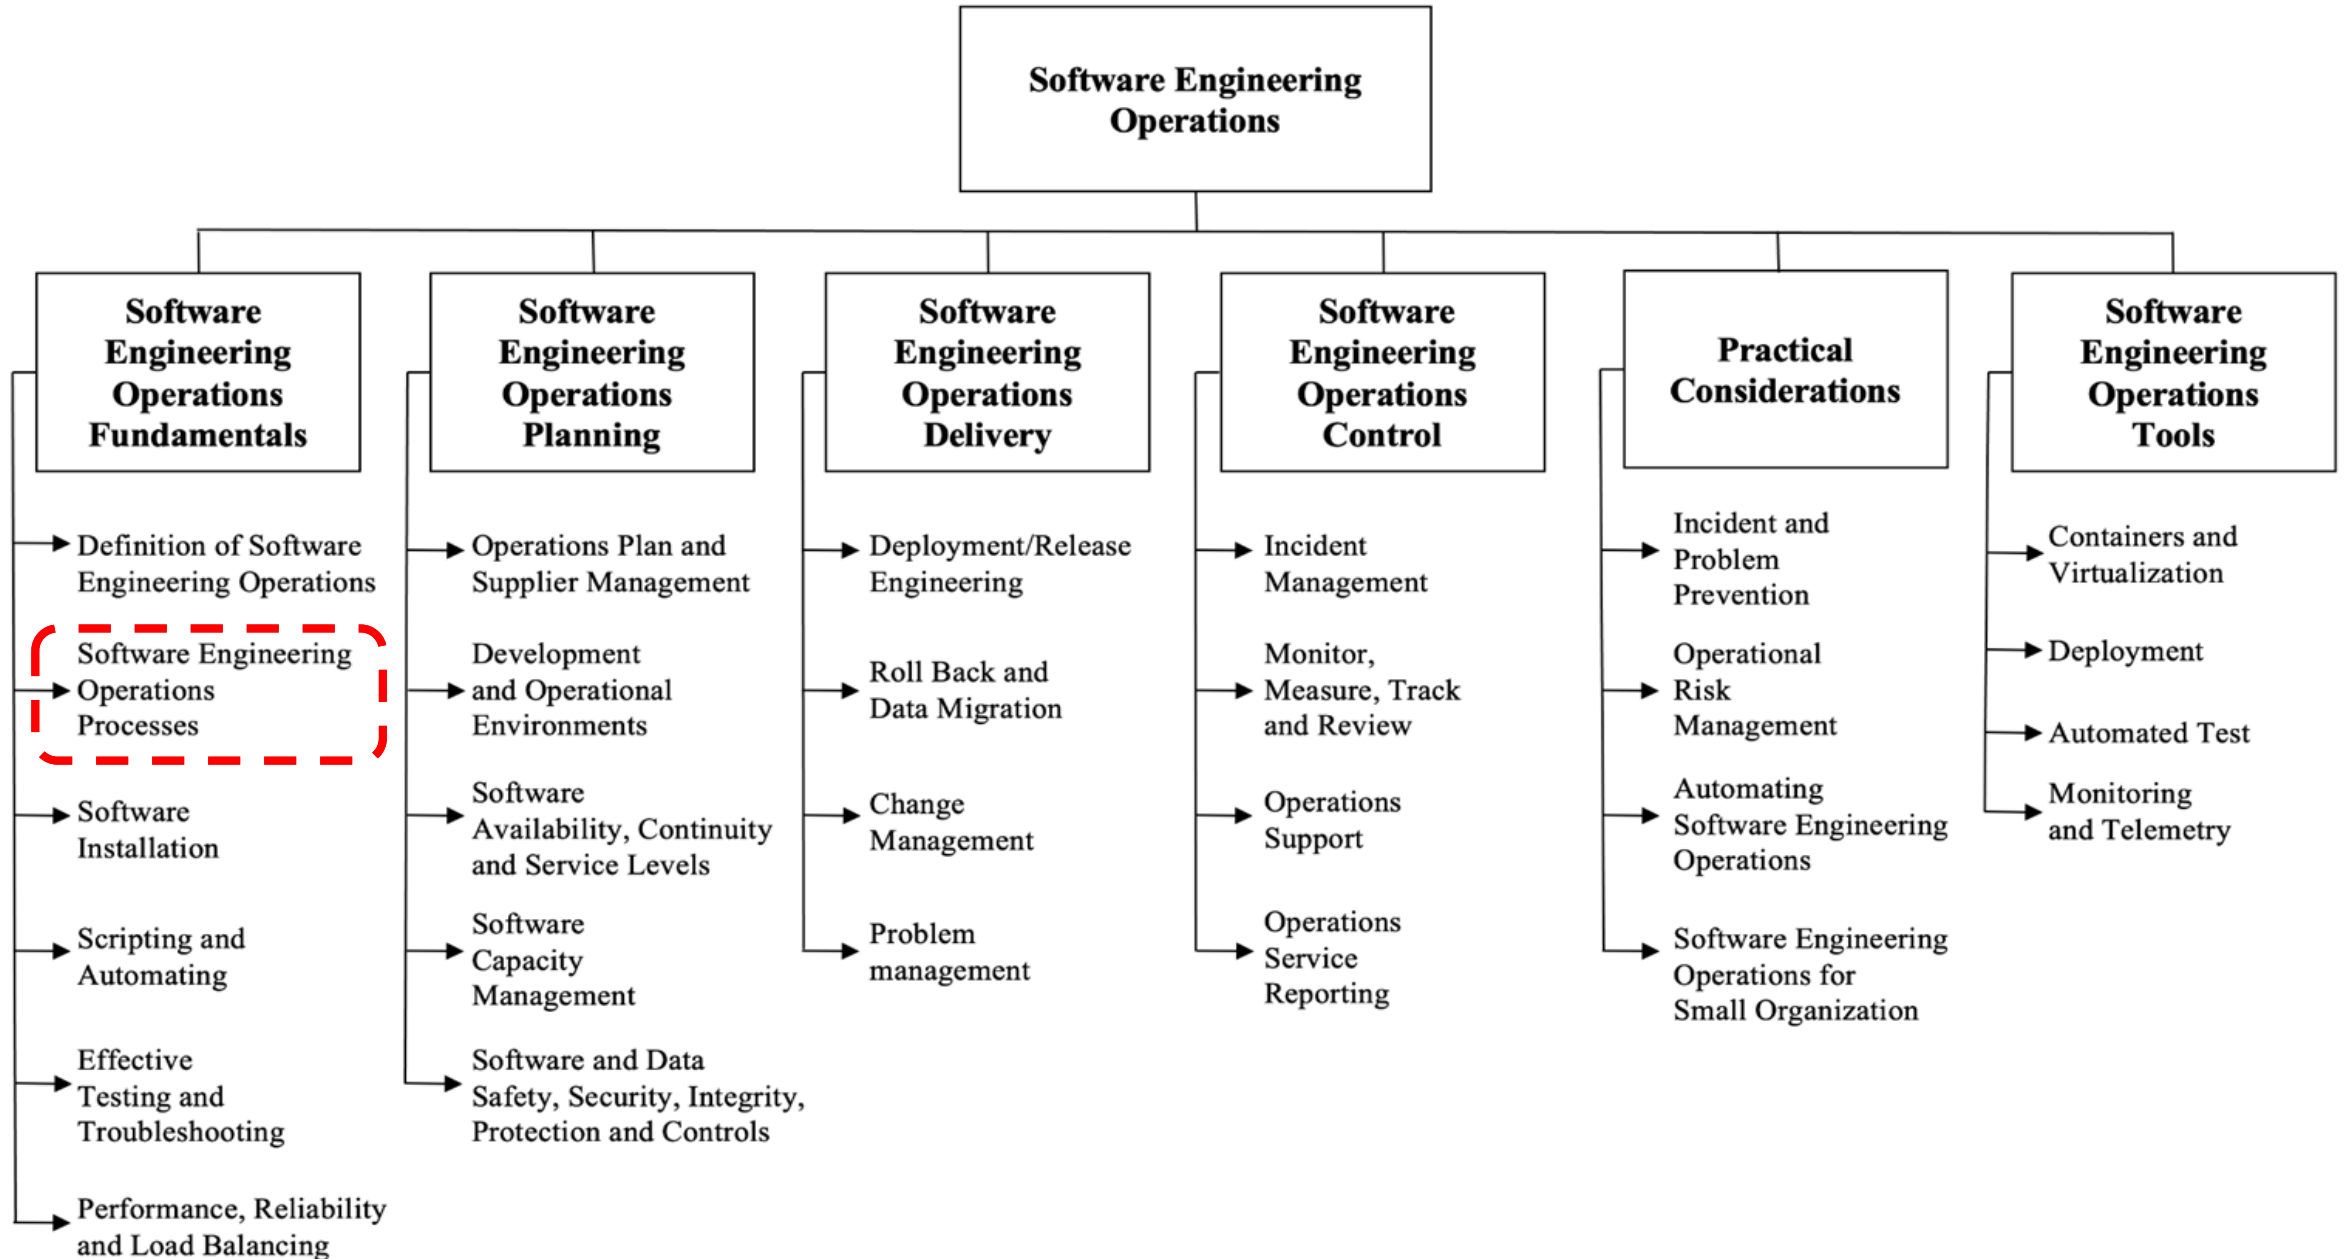 Software Engineering
Operations
Software
Engineering
Operations
Fundamentals
Definition of Software
Engineering Operations
Software Engineering
Operations
Processes
Software
Installation
Scripting and
Automating
Effective
Testing and
Troubleshooting
Performance, Reliability
and Load Balancing
Software
Engineering
Operations
Planning
Operations Plan and
Supplier Management
Development
and Operational
Environments
Software
Availability, Continuity
and Service Levels
Software
Capacity
Management
Software and Data
Safety, Security, Integrity,
Protection and Controls
Software
Engineering
Operations
Delivery
Deployment/Release
Engineering
Roll Back and
Data Migration
Change
Management
Problem
management
Software
Engineering
Operations
Control
Incident
Management
Monitor,
Measure, Track
and Review
Operations
Support
Operations
Service
Reporting
Practical
Considerations
Incident and
Problem
Prevention
Operational
Risk
Management
Automating
Software Engineering
Operations
Software Engineering
Operations for
Small Organization
Software
Engineering
Operations
Tools
Containers and
Virtualization
Deployment
Automated Test
Monitoring
and Telemetry